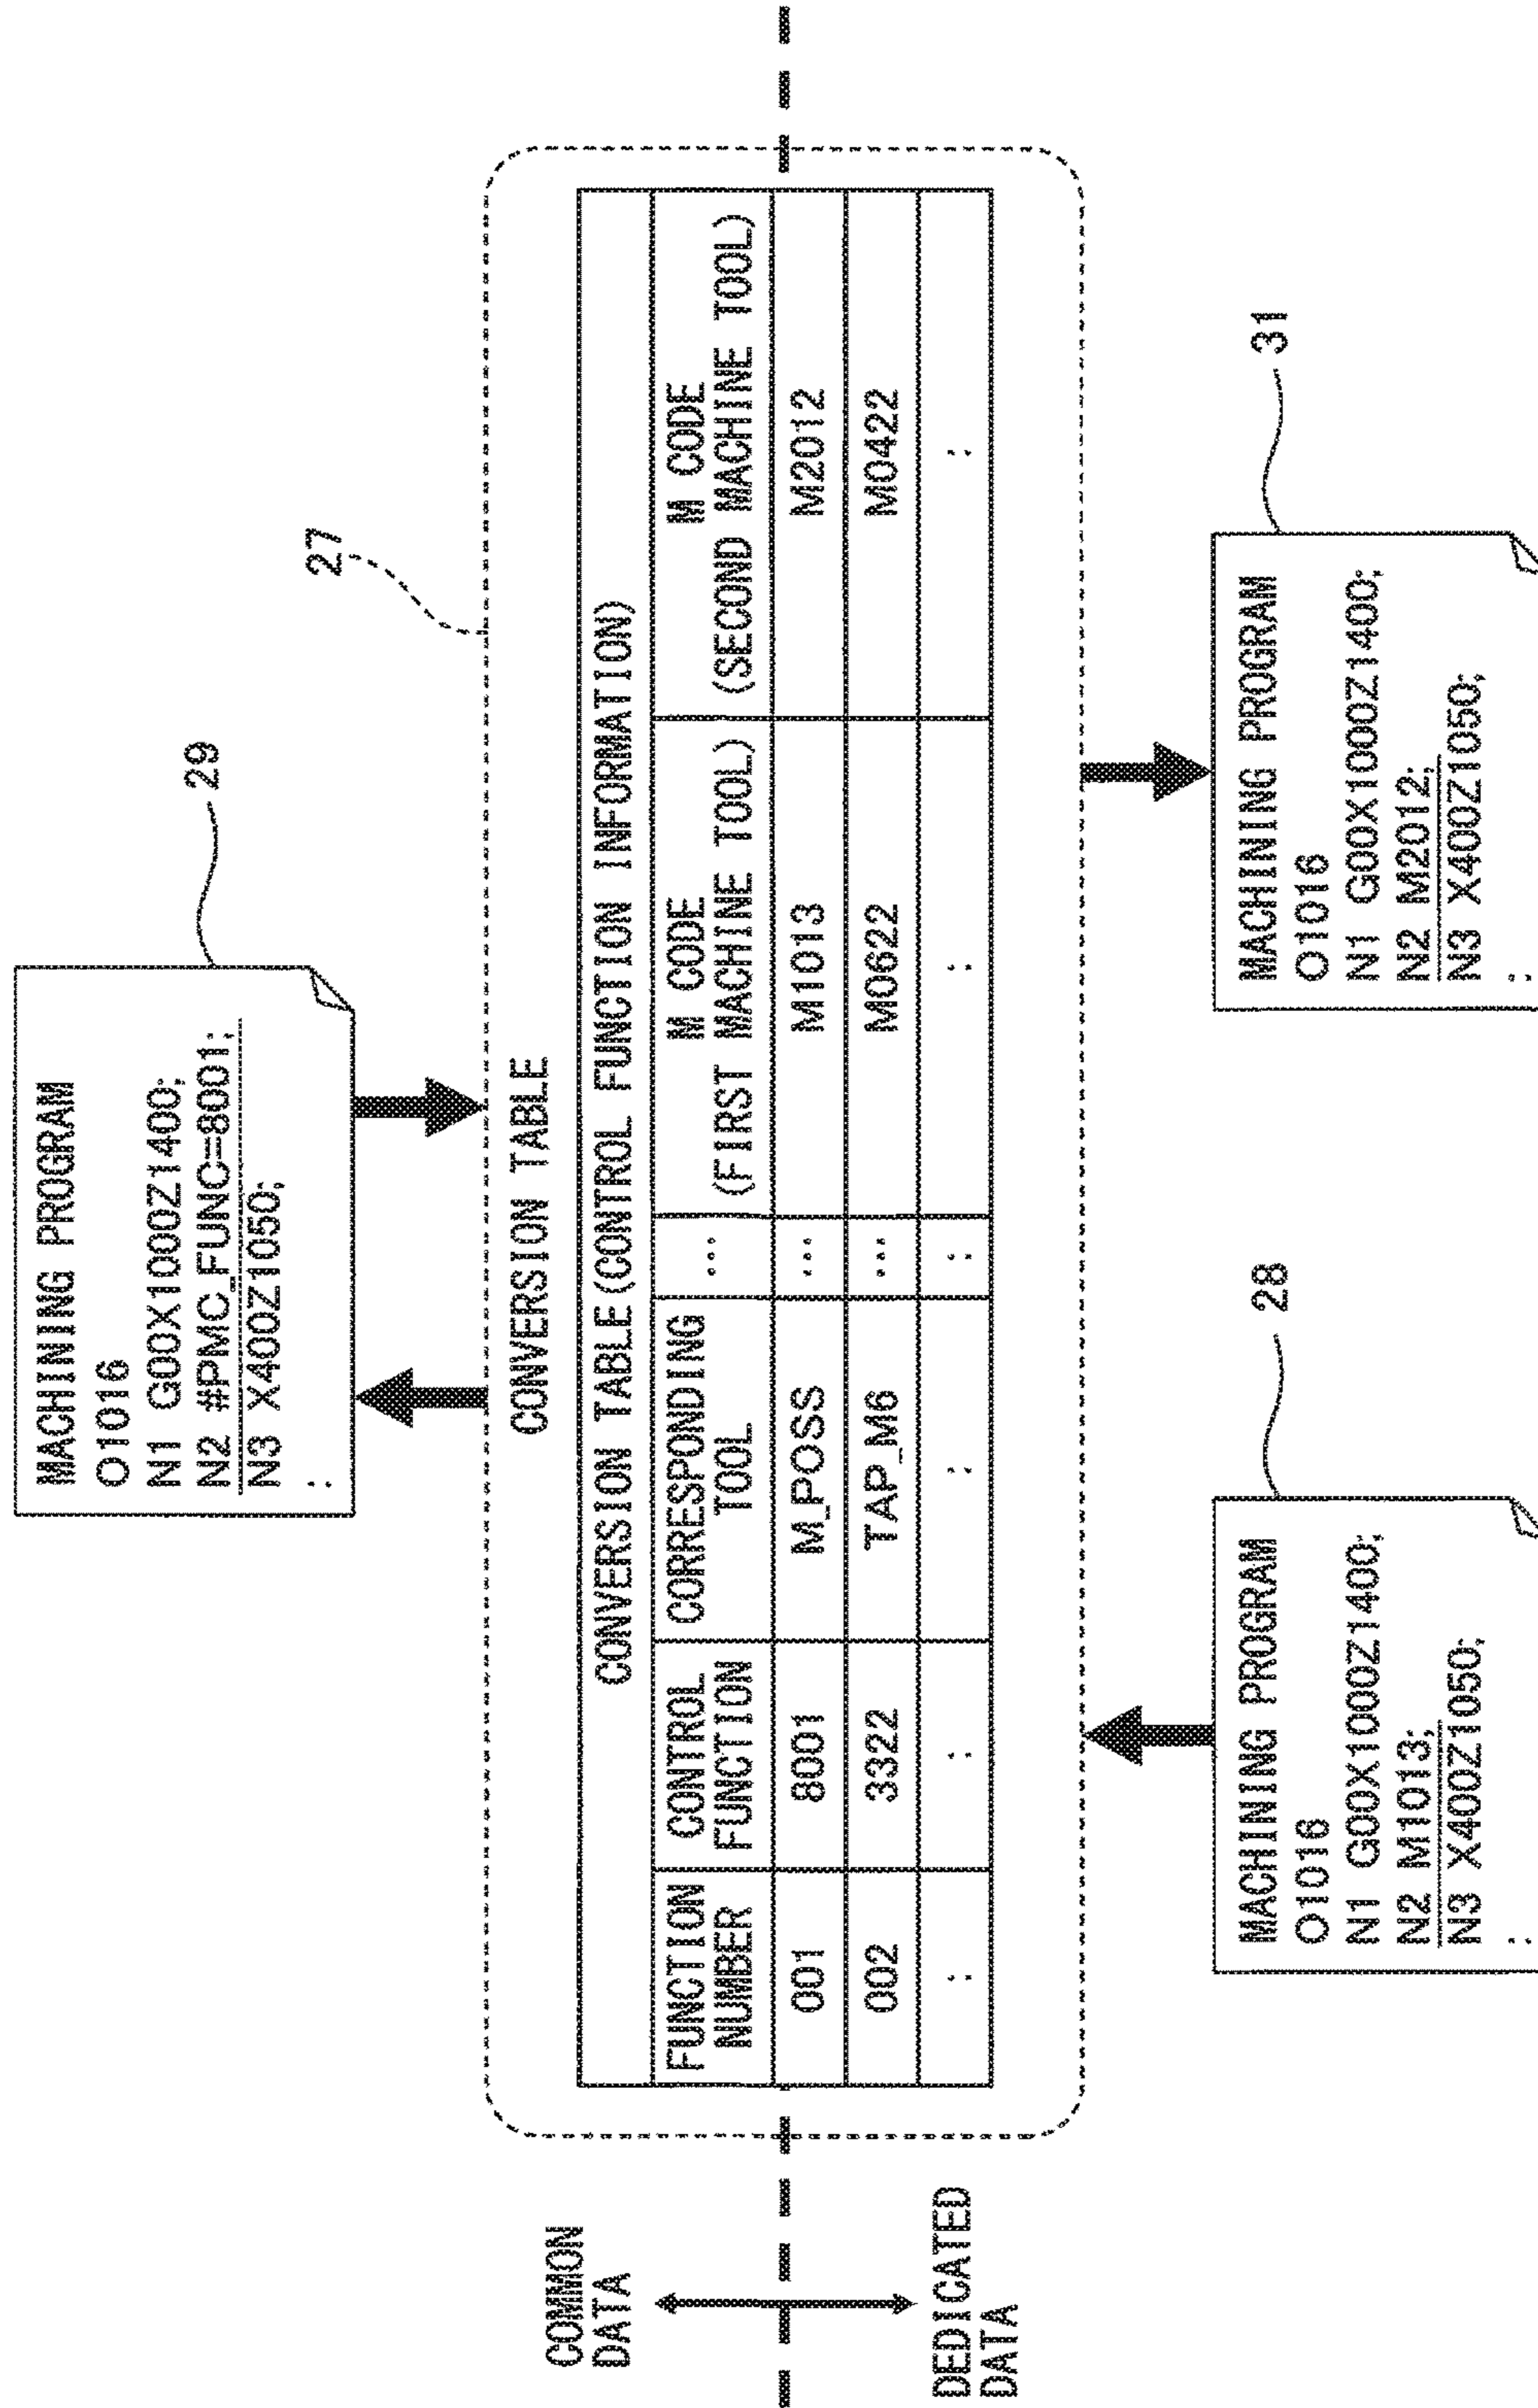 MACHINING PROGRAM
O1016
N1 G00X1000Z1400;
N2 #PMC_FUNC=8001;
N3 X400Z1050;
:
29
27
CONVERSION TABLE
CONVERSION TABLE(CONTROL FUNCTION INFORMATION)
FUNCTION
NUMBER
CONTROL
FUNCTION
CORRESPONDING
TOOL
...
M CODE
(FIRST MACHINE TOOL)
M CODE
(SECOND MACHINE TOOL)
001
8001
M_POSS
...
M1013
M2012
002
3322
TAP_M6
...
M0622
M0422
:
:
:
:
:
:
COMMON
DATA
DEDICATED
DATA
28
MACHINING PROGRAM
O1016
N1 G00X1000Z1400;
N2 M1013;
N3 X400Z1050;
:
31
MACHINING PROGRAM
O1016
N1 G00X1000Z1400;
N2 M2012;
N3 X400Z1050;
: